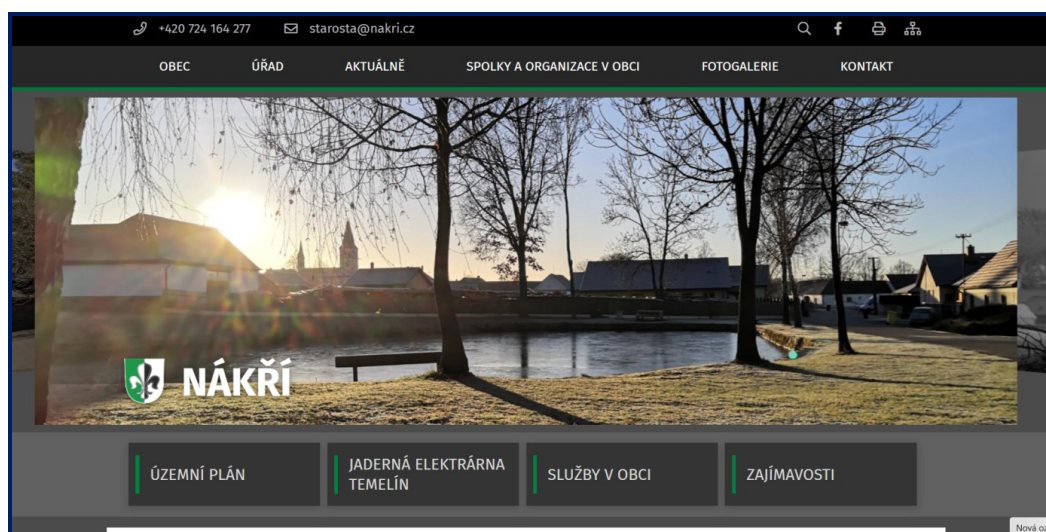 +420 724 164 277 starosta@nakri.cz
OBEC ÚŘAD AKTUÁLNĚ SPOLKY A ORGANIZACE V OBCI FOTOGALERIE KONTAKT
NÁKŘÍ
ÚZEMNÍ PLÁN
JADERNÁ ELEKTRÁRNA
TEMELÍN
SLUŽBY V OBCI
ZAJÍMAVOSTI
Nová